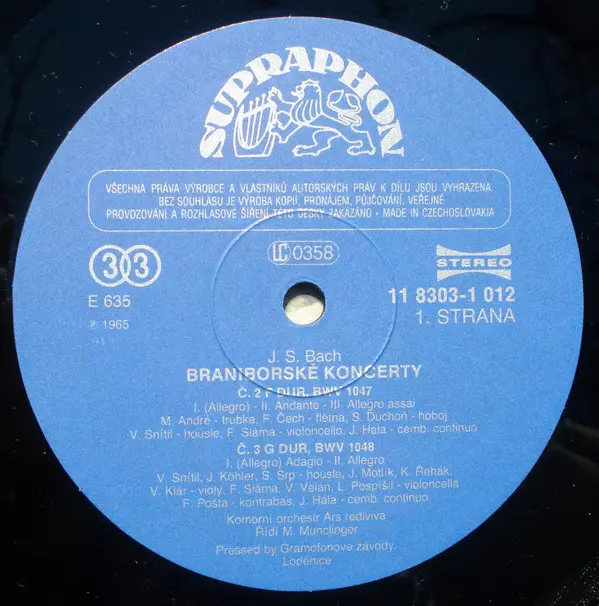 SUPRAPHON
VŠECHNA PRÁVA VÝROBCE A VLASTNÍKŮ AUTORSKÝCH PRÁV K DÍLU JSOU VYHRAZENA.
BEZ SOUHLASU JE VÝROBA KOPIÍ, PRONÁJEM, PŮJČOVÁNÍ, VEŘEJNÉ
PROVOZOVÁNÍ A ROZHLASOVÉ ŠÍŘENÍ TÉTO DESKY ZAKÁZÁNO • MADE IN CZECHOSLOVAKIA
33
LC 0358
STEREO
E 635
11 8303-1 012
℗ 1965
1. STRANA
J. S. Bach
BRANIBORSKÉ KONCERTY
Č. 2 F DUR, BWV 1047
I. (Allegro) - II. Andante - III. Allegro assai
M. André - trubka, F. Čech - flétna, S. Duchoň - hoboj
V. Snítil - housle, F. Sláma - violoncello, J. Hála - cemb. continuo
Č. 3 G DUR, BWV 1048
I. (Allegro) Adagio - II. Allegro
V. Snítil, J. Köhler, S. Srp - housle, J. Motlík, K. Řehák,
V. Klár - violy, F. Sláma, V. Velan, L. Pospíšil - violoncella
F. Pošta - kontrabas, J. Hála - cemb. continuo
Komorní orchestr Ars rediviva
Řídí M. Munclinger
Pressed by Gramofonové závody,
Loděnice